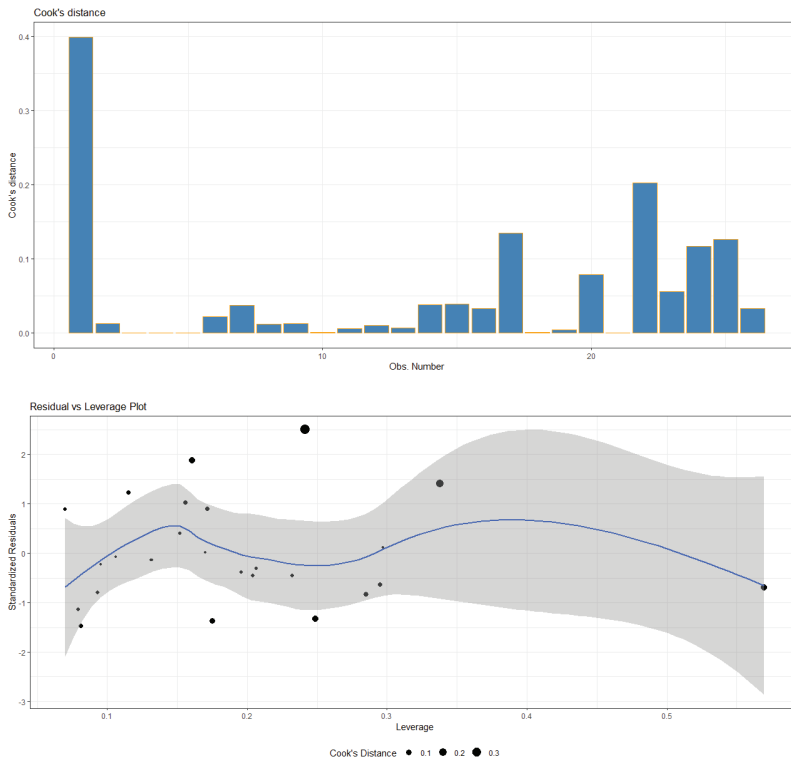 Cook's distance
0.4
0.3
0.2
0.1
0.0
Cook's distance
0
10
20
Obs. Number
Residual vs Leverage Plot
2
1
0
-1
-2
-3
Standardized Residuals
0.1
0.2
0.3
0.4
0.5
Leverage
Cook's Distance 0.1 0.2 0.3